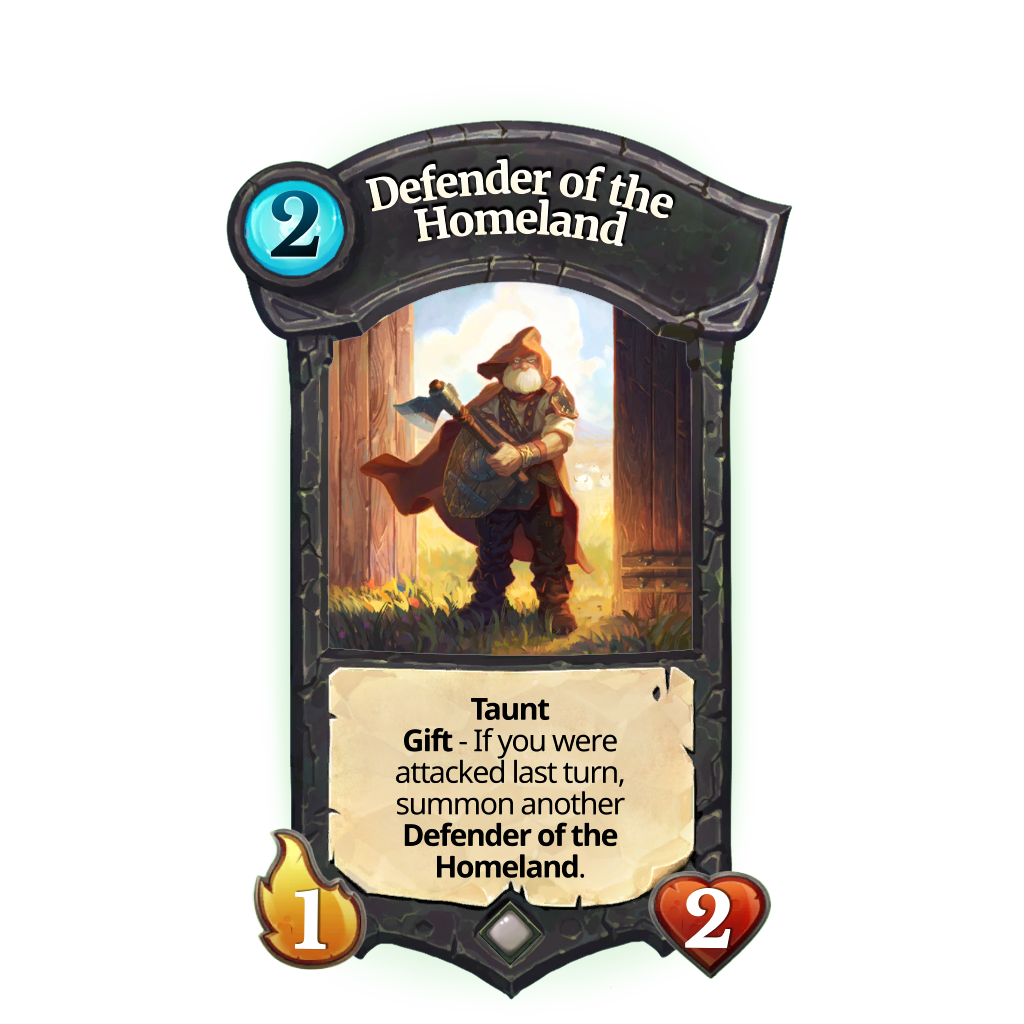 2
Defender of the
Homeland
Taunt
Gift - If you were
attacked last turn,
summon another
Defender of the
Homeland.
1
2